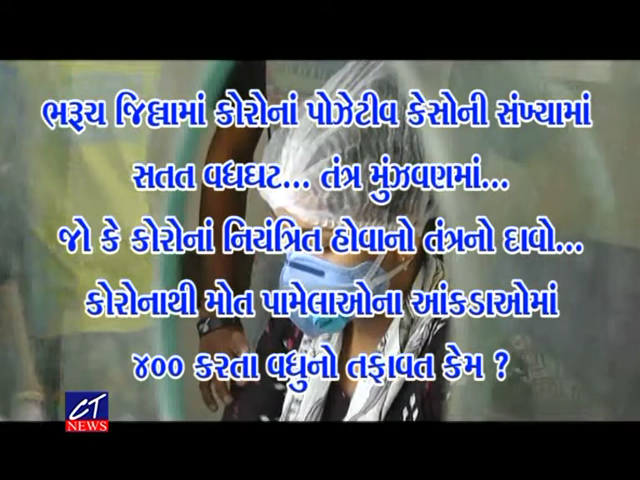 ભરૂચ જિલ્લામાં કોરોનાં પોઝેટીવ કેસોની સંખ્યામાં
સતત વધઘટ... તંત્ર મુંઝવણમાં...
જો કે કોરોનાં નિયંત્રિત હોવાનો તંત્રનો દાવો...
કોરોનાથી મોત પામેલાઓના આંકડાઓમાં
૪૦૦ કરતા વધુનો તફાવત કેમ ?
CT
NEWS